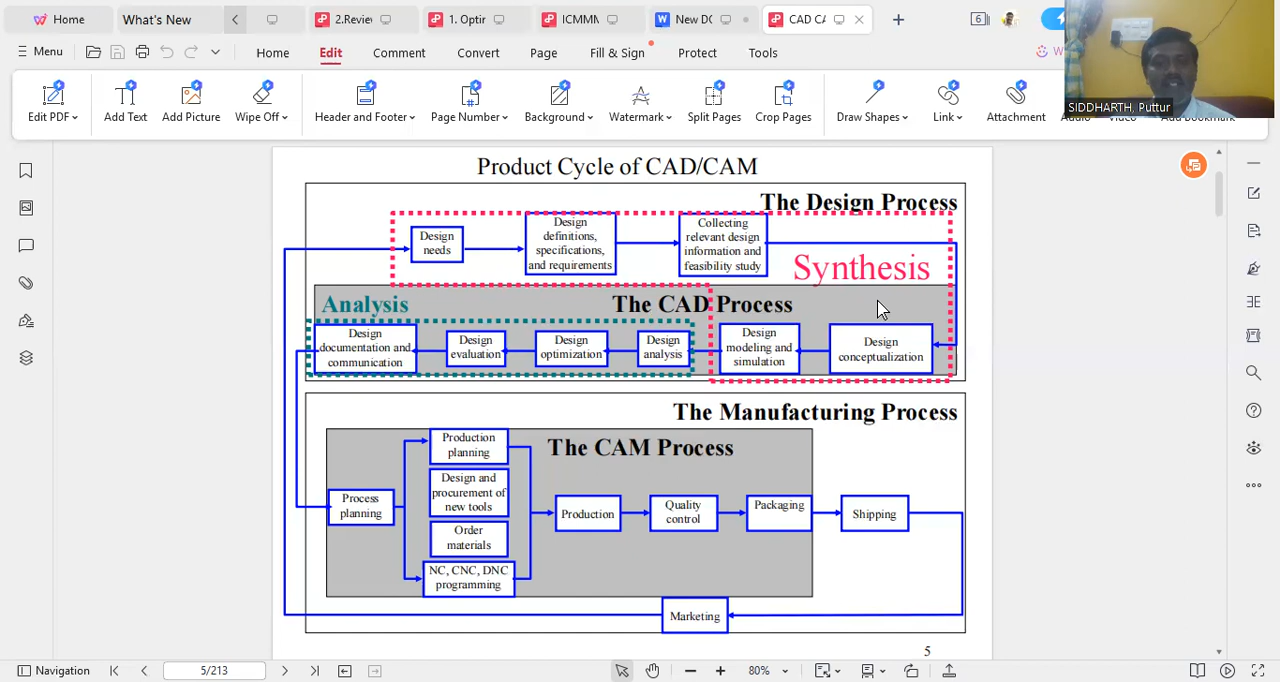 Home
What's New
2.Revie
1. Optir
ICMMM
New DC
CAD CA
6
Menu
Home
Edit
Comment
Convert
Page
Fill & Sign
Protect
Tools
SIDDHARTH, Puttur
Edit PDF
Add Text
Add Picture
Wipe Off
Header and Footer
Page Number
Background
Watermark
Split Pages
Crop Pages
Draw Shapes
Link
Attachment
Product Cycle of CAD/CAM
The Design Process
Design
needs
Design
definitions,
specifications,
and requirements
Collecting
relevant design
information and
feasibility study
Synthesis
Analysis
The CAD Process
Design
documentation and
communication
Design
evaluation
Design
optimization
Design
analysis
Design
modeling and
simulation
Design
conceptualization
The Manufacturing Process
The CAM Process
Process
planning
Production
planning
Design and
procurement of
new tools
Order
materials
NC, CNC, DNC
programming
Production
Quality
control
Packaging
Shipping
Marketing
5
Navigation
5/213
80%